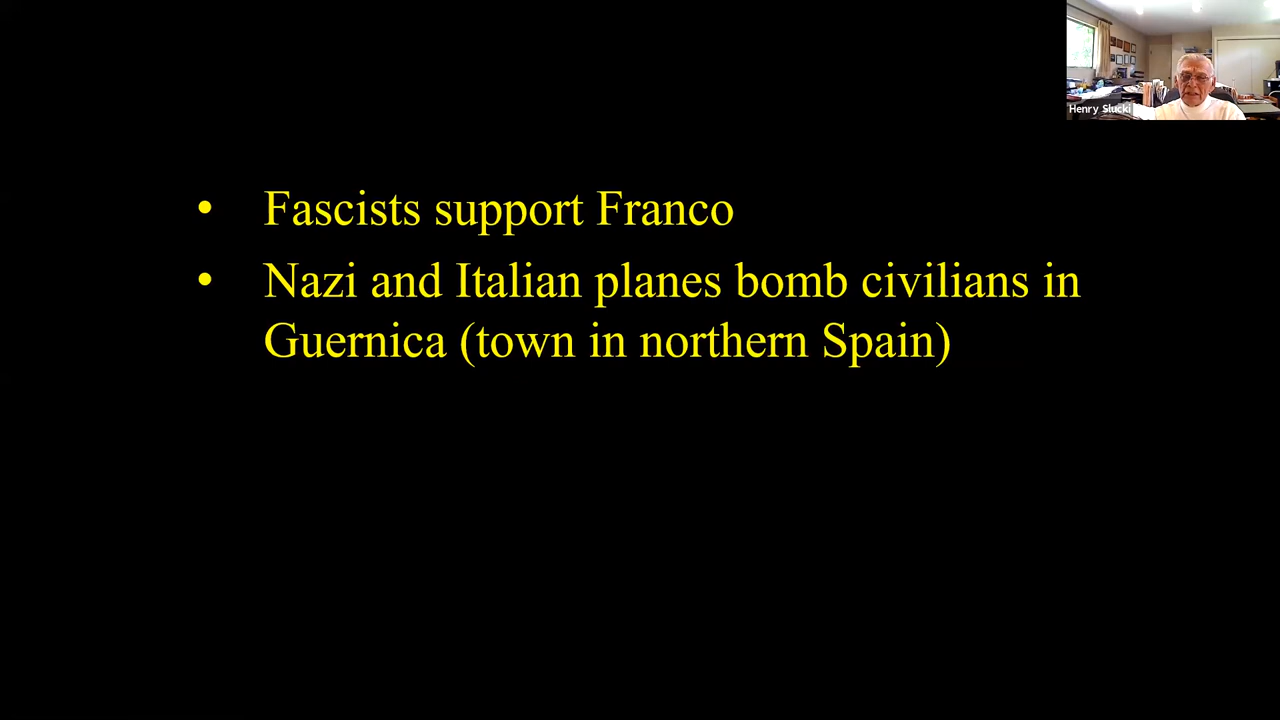 Henry Slucki
• Fascists support Franco
• Nazi and Italian planes bomb civilians in
Guernica (town in northern Spain)